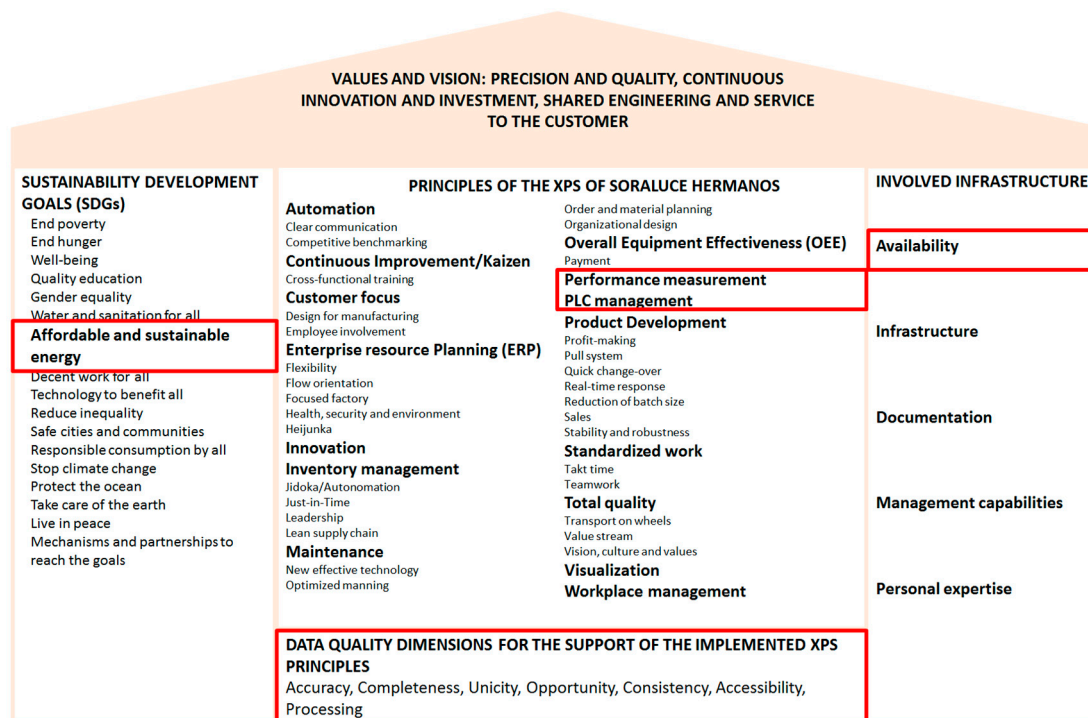 VALUES AND VISION: PRECISION AND QUALITY, CONTINUOUS
INNOVATION AND INVESTMENT, SHARED ENGINEERING AND SERVICE
TO THE CUSTOMER
SUSTAINABILITY DEVELOPMENT
GOALS (SDGs)
End poverty
End hunger
Well-being
Quality education
Gender equality
Water and sanitation for all
Affordable and sustainable
energy
Decent work for all
Technology to benefit all
Reduce inequality
Safe cities and communities
Responsible consumption by all
Stop climate change
Protect the ocean
Take care of the earth
Live in peace
Mechanisms and partnerships to
reach the goals
PRINCIPLES OF THE XPS OF SORALUCE HERMANOS
Automation
Clear communication
Competitive benchmarking
Continuous Improvement/Kaizen
Cross-functional training
Customer focus
Design for manufacturing
Employee involvement
Enterprise resource Planning (ERP)
Flexibility
Flow orientation
Focused factory
Health, security and environment
Heijunka
Innovation
Inventory management
Jidoka/Autonomation
Just-in-Time
Leadership
Lean supply chain
Maintenance
New effective technology
Optimized manning
Order and material planning
Organizational design
Overall Equipment Effectiveness (OEE)
Payment
Performance measurement
PLC management
Product Development
Profit-making
Pull system
Quick change-over
Real-time response
Reduction of batch size
Sales
Stability and robustness
Standardized work
Takt time
Teamwork
Total quality
Transport on wheels
Value stream
Vision, culture and values
Visualization
Workplace management
DATA QUALITY DIMENSIONS FOR THE SUPPORT OF THE IMPLEMENTED XPS
PRINCIPLES
Accuracy, Completeness, Unicity, Opportunity, Consistency, Accessibility,
Processing
INVOLVED INFRASTRUCTURE
Availability
Infrastructure
Documentation
Management capabilities
Personal expertise